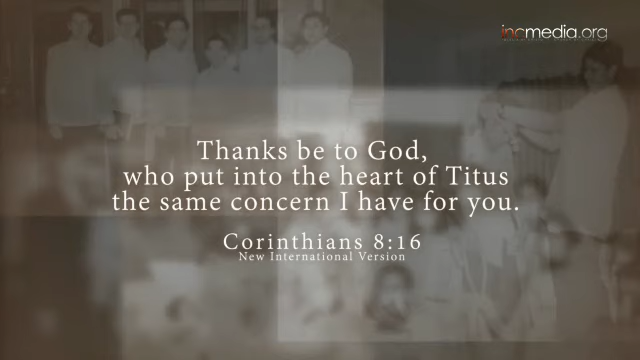 incmedia.org
Thanks be to God,
who put into the heart of Titus
the same concern I have for you.
Corinthians 8:16
New International Version